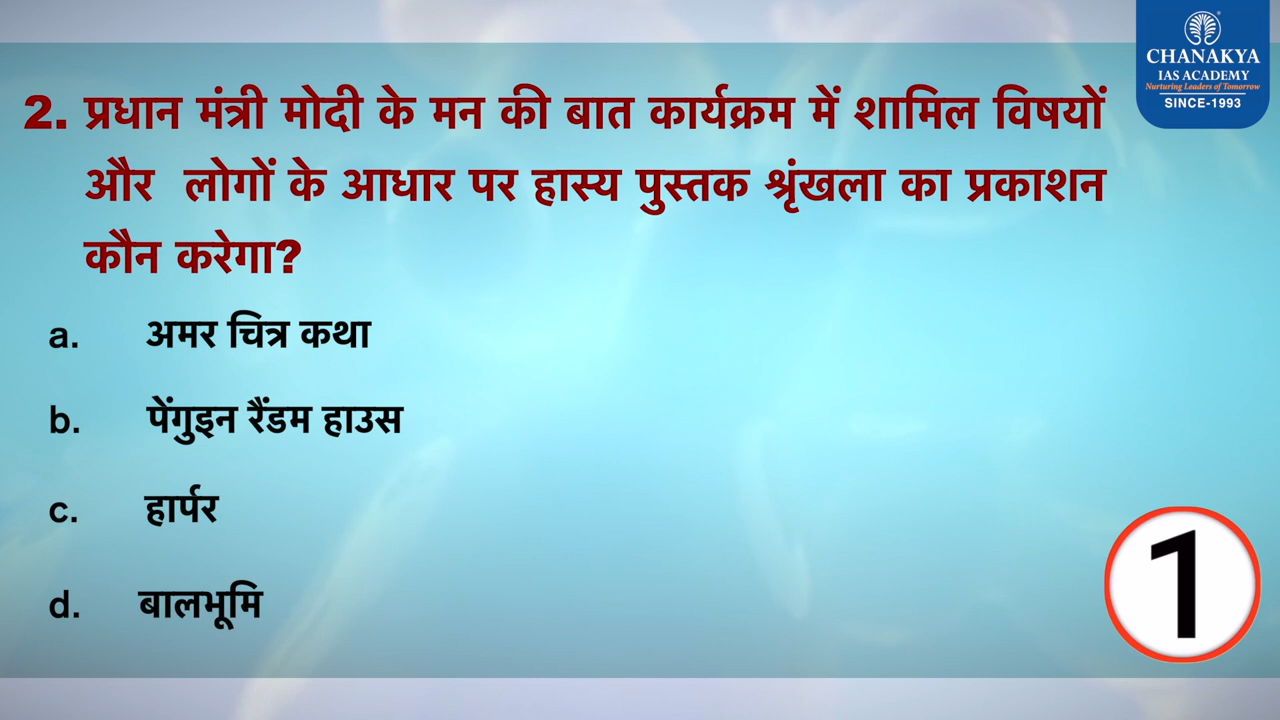 CHANAKYA
IAS ACADEMY
Nurturing Leaders of Tomorrow
SINCE-1993
2. प्रधान मंत्री मोदी के मन की बात कार्यक्रम में शामिल विषयों
और लोगों के आधार पर हास्य पुस्तक श्रृंखला का प्रकाशन
कौन करेगा?
a. अमर चित्र कथा
b. पेंगुइन रैंडम हाउस
c. हार्पर
d. बालभूमि
1